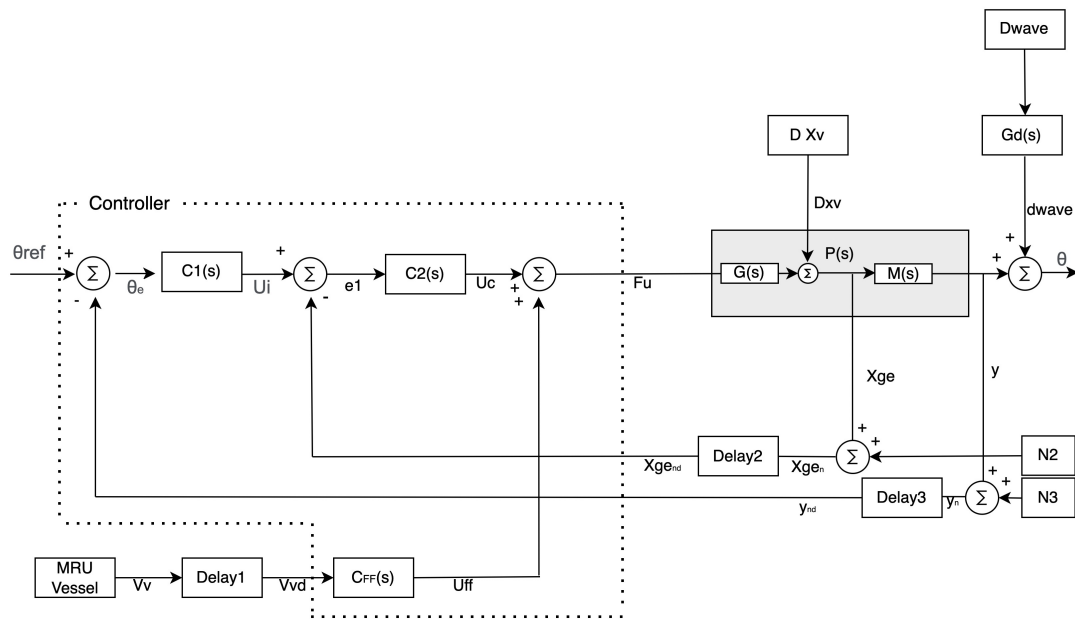 Dwave
D Xv
Gd(s)
Controller
Dxv
dwave
θref
+
Σ
-
θe
C1(s)
Ui
+
Σ
-
e1
C2(s)
Uc
+
+
Σ
Fu
P(s)
G(s)
Σ
M(s)
+
+
Σ
θ
Xge
y
+
+
Σ
N2
Xgend
Delay2
Xgen
ynd
Delay3
yn
+
+
Σ
N3
MRU
Vessel
Vv
Delay1
Vvd
CFF(s)
Uff